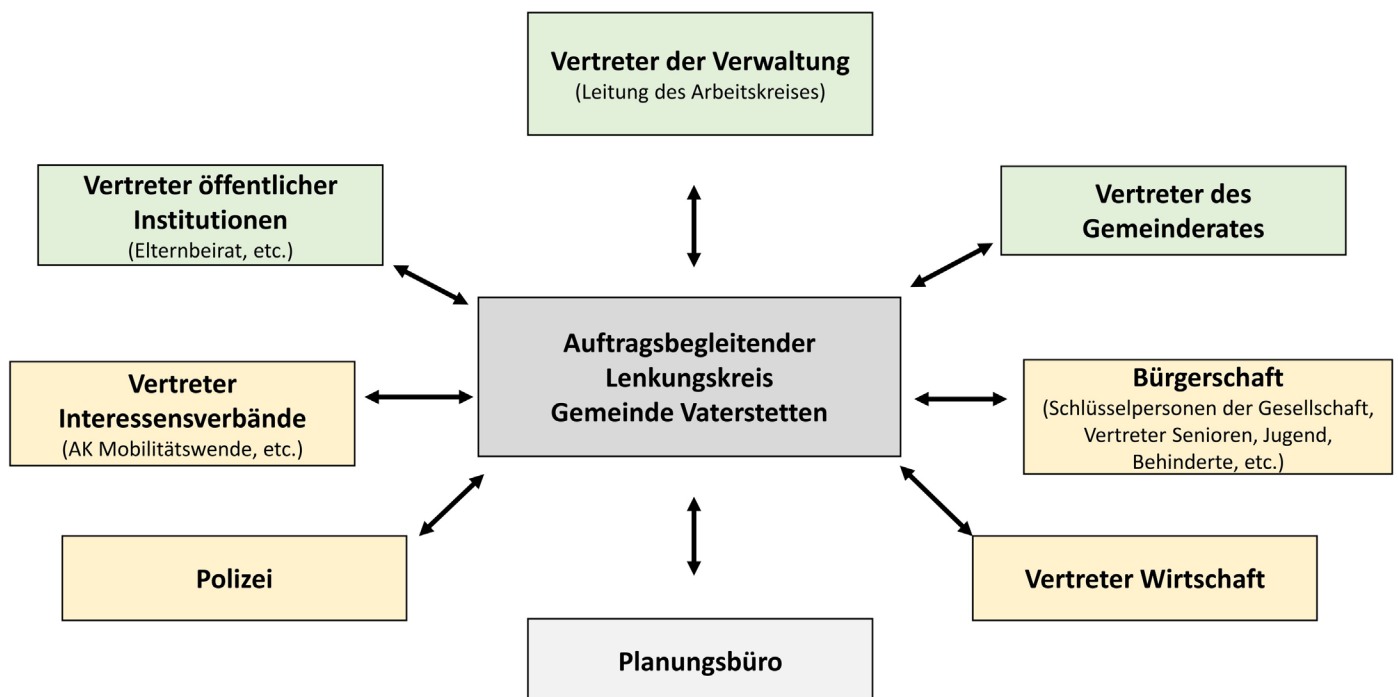 Vertreter der Verwaltung
(Leitung des Arbeitskreises)
Vertreter öffentlicher
Institutionen
(Elternbeirat, etc.)
Vertreter des
Gemeinderates
Auftragsbegleitender
Lenkungskreis
Gemeinde Vaterstetten
Vertreter
Interessensverbände
(AK Mobilitätswende, etc.)
Bürgerschaft
(Schlüsselpersonen der Gesellschaft,
Vertreter Senioren, Jugend,
Behinderte, etc.)
Polizei
Vertreter Wirtschaft
Planungsbüro